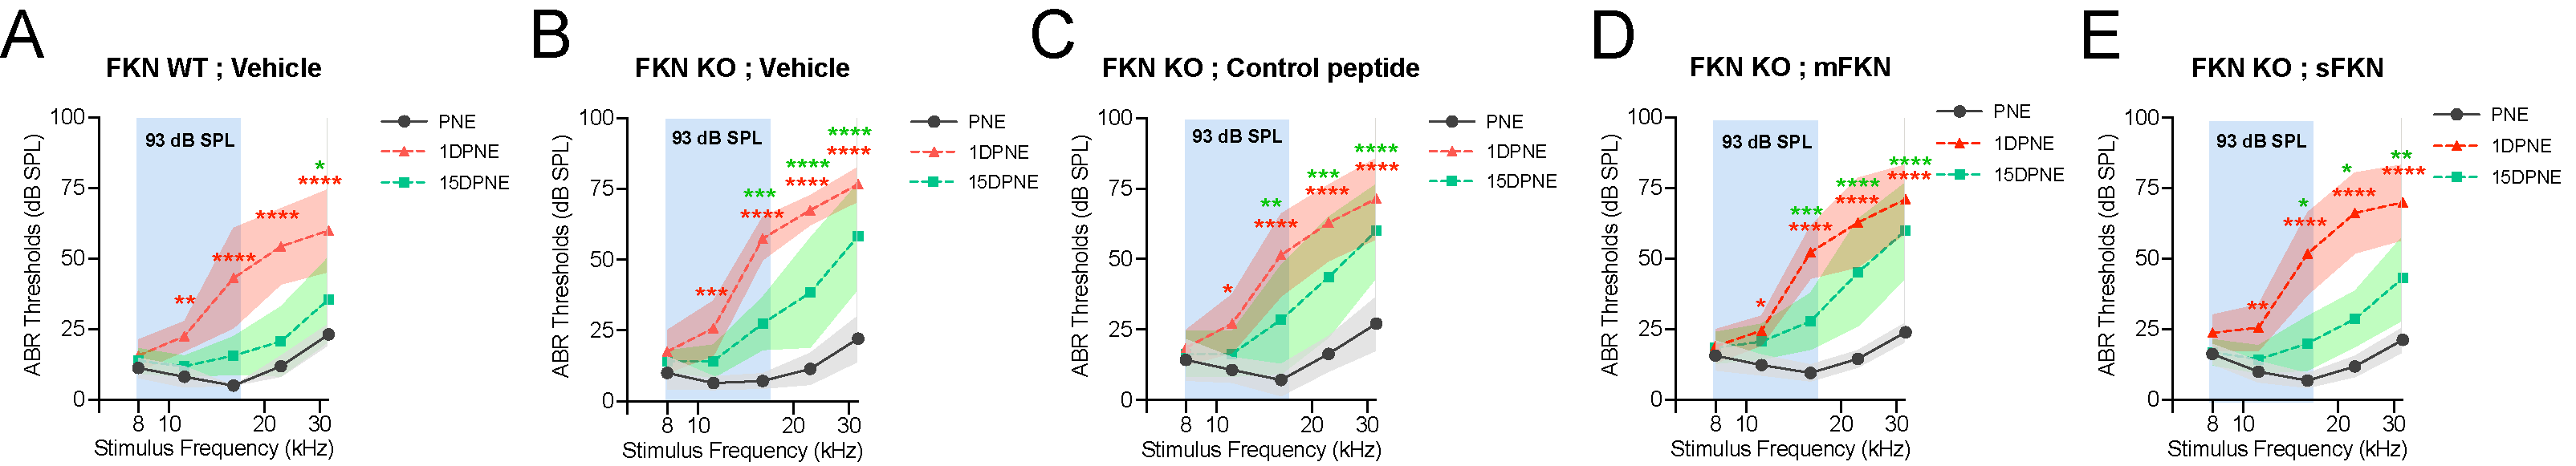 A
FKN WT ; Vehicle
ABR Thresholds (dB SPL)
100
75
50
25
0
93 dB SPL
**
****
****
*
****
8 10 20 30
Stimulus Frequency (kHz)
PNE
1DPNE
15DPNE
B
FKN KO ; Vehicle
ABR Thresholds (dB SPL)
100
75
50
25
0
93 dB SPL
***
***
****
****
****
****
****
8 10 20 30
Stimulus Frequency (kHz)
PNE
1DPNE
15DPNE
C
FKN KO ; Control peptide
ABR Thresholds (dB SPL)
100
75
50
25
0
93 dB SPL
*
**
****
***
****
****
****
8 10 20 30
Stimulus Frequency (kHz)
PNE
1DPNE
15DPNE
D
FKN KO ; mFKN
ABR Thresholds (dB SPL)
100
75
50
25
0
93 dB SPL
*
***
****
****
****
****
****
8 10 20 30
Stimulus Frequency (kHz)
PNE
1DPNE
15DPNE
E
FKN KO ; sFKN
ABR Thresholds (dB SPL)
100
75
50
25
0
93 dB SPL
**
*
****
*
****
**
****
8 10 20 30
Stimulus Frequency (kHz)
PNE
1DPNE
15DPNE